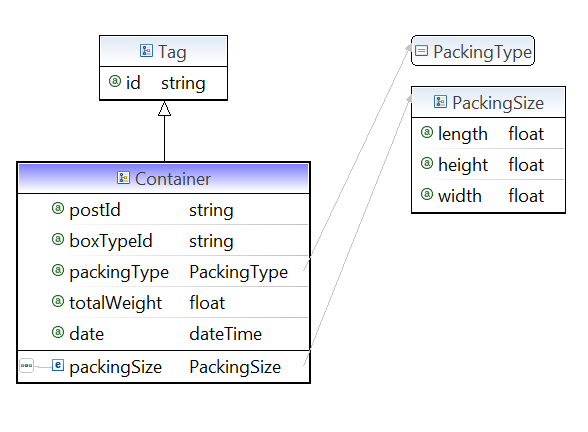 Tag
id string
PackingType
PackingSize
length float
height float
width float
Container
postId string
boxTypeId string
packingType PackingType
totalWeight float
date dateTime
packingSize PackingSize